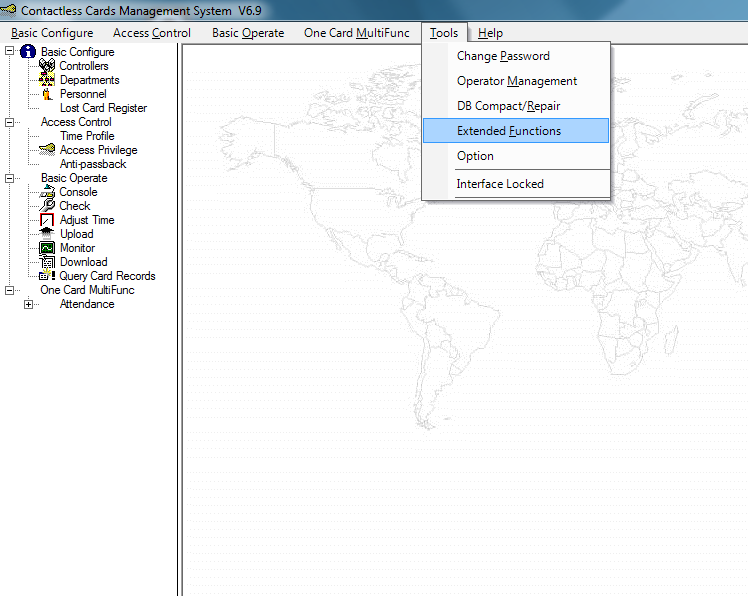 Contactless Cards Management System  V6.9
Basic Configure Access Control Basic Operate One Card MultiFunc Tools Help
Change Password
Operator Management
DB Compact/Repair
Extended Functions
Option
Interface Locked
Basic Configure
Controllers
Departments
Personnel
Lost Card Register
Access Control
Time Profile
Access Privilege
Anti-passback
Basic Operate
Console
Check
Adjust Time
Upload
Monitor
Download
Query Card Records
One Card MultiFunc
Attendance